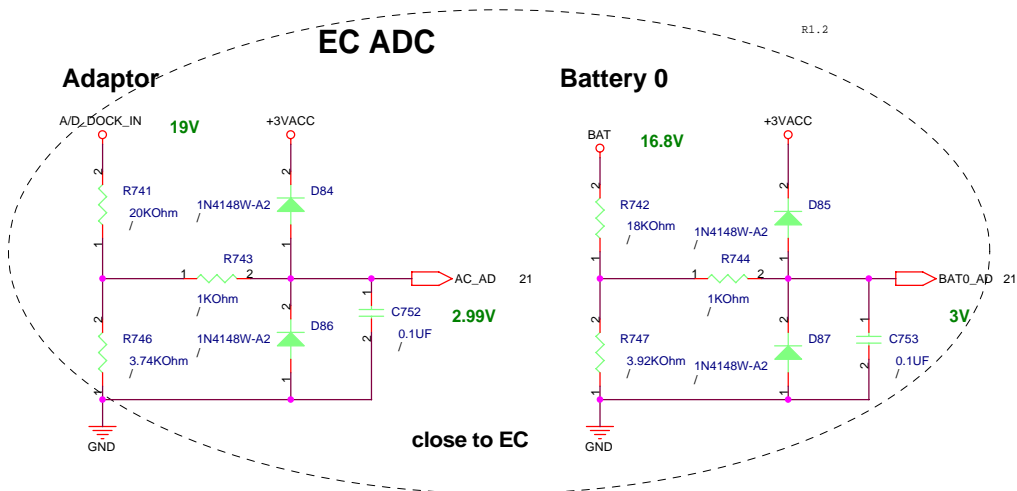 R1.2
EC ADC
Adaptor
Battery 0
A/D_DOCK_IN
19V
+3VACC
BAT
16.8V
+3VACC
2
R741
20KOhm
/
1
2
D84
1N4148W-A2
/
1
2
R742
18KOhm
/
1
2
D85
1N4148W-A2
/
1
1
R743
2
1KOhm
/
AC_AD
21
2.99V
1
R744
2
1KOhm
/
BAT0_AD
21
3V
2
R746
3.74KOhm
/
1
2
D86
1N4148W-A2
/
1
1
C752
0.1UF
/
2
2
R747
3.92KOhm
/
1
2
D87
1N4148W-A2
/
1
1
C753
0.1UF
/
2
GND
close to EC
GND